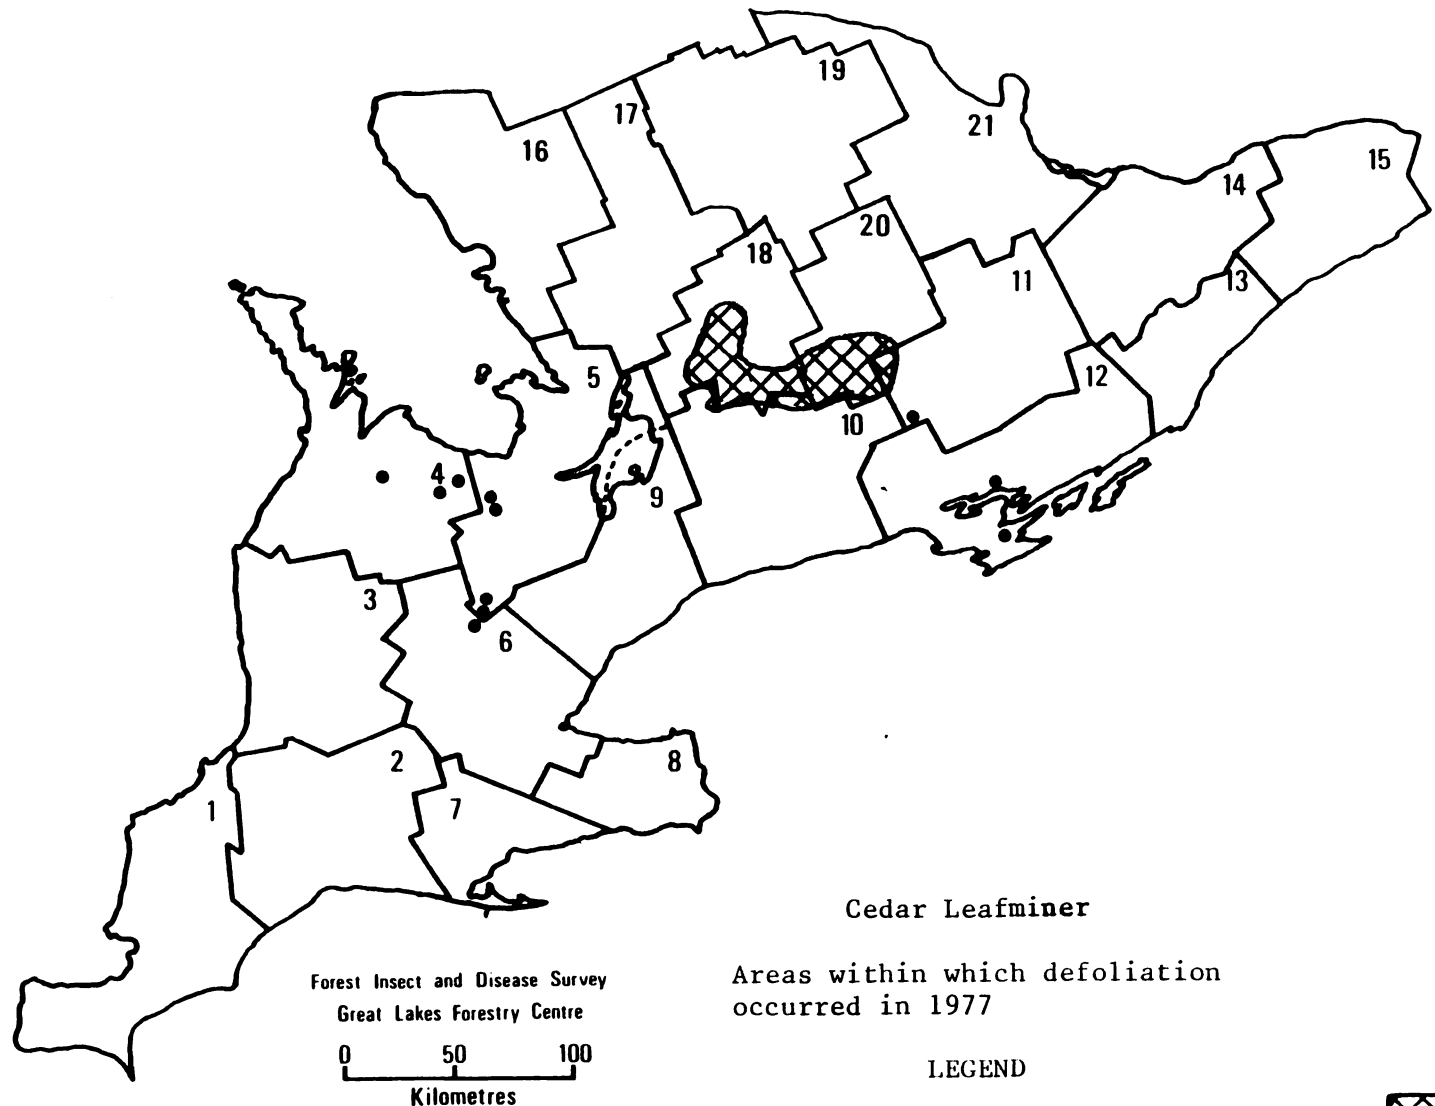 19
17
21
16
15
14
20
18
13
11
5
12
10
4
9
3
6
2
8
1
7
Cedar Leafminer
Areas within which defoliation
occurred in 1977
LEGEND
Forest Insect and Disease Survey
Great Lakes Forestry Centre
0 50 100
Kilometres